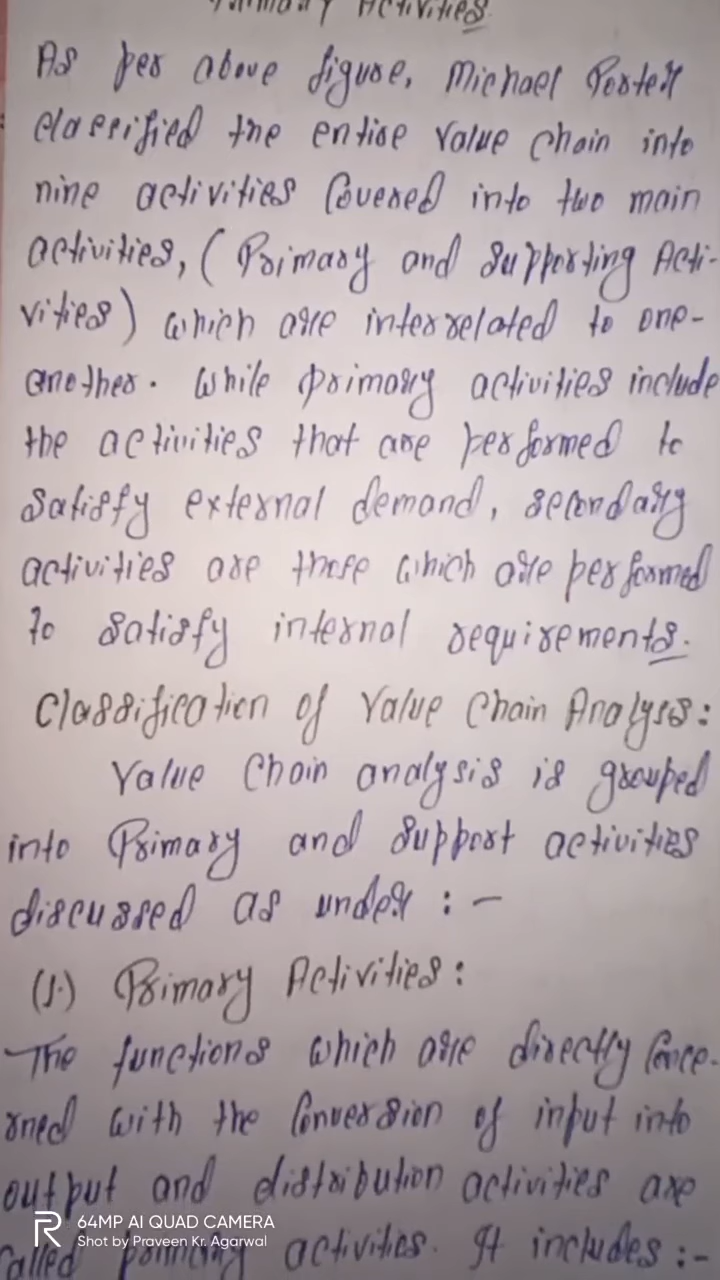 Primary Activities
As per above figure, Michael Porter
classified the entire Value Chain into
nine activities Covered into two main
activities, (Primary and Supporting Acti-
vities) which are interrelated to one-
another. While primary activities include
the activities that are performed to
Satisfy external demand, secondary
activities are those which are performed
to satisfy internal requirements.
Classification of Value Chain Analysis:
Value Chain analysis is grouped
into Primary and Support activities
discussed as under :-
(1.) Primary Activities:
The functions which are directly Conce-
rned with the Conversion of input into
output and distribution activities are
Called primary activities. It includes :-
64MP AI QUAD CAMERA
Shot by Praveen Kr. Agarwal